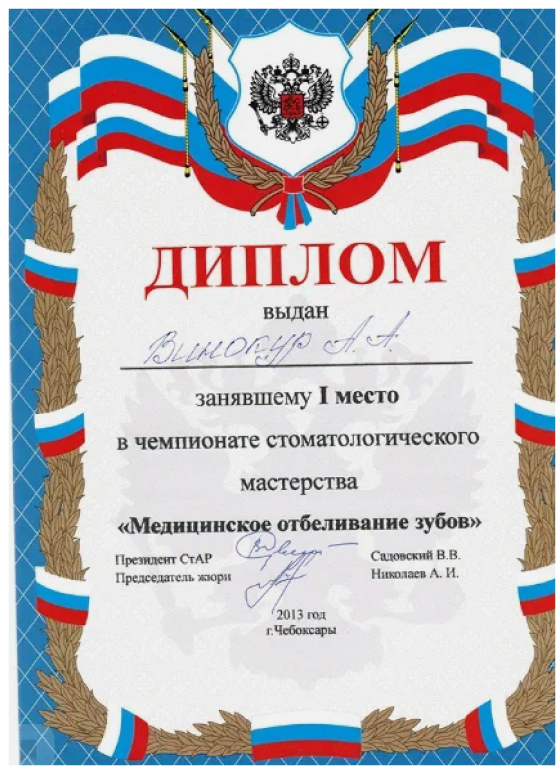 ДИПЛОМ
выдан
Винокур А. А.
занявшему I место
в чемпионате стоматологического
мастерства
«Медицинское отбеливание зубов»
Президент СтАР Садовский В.В.
Председатель жюри Николаев А. И.
2013 год
г.Чебоксары